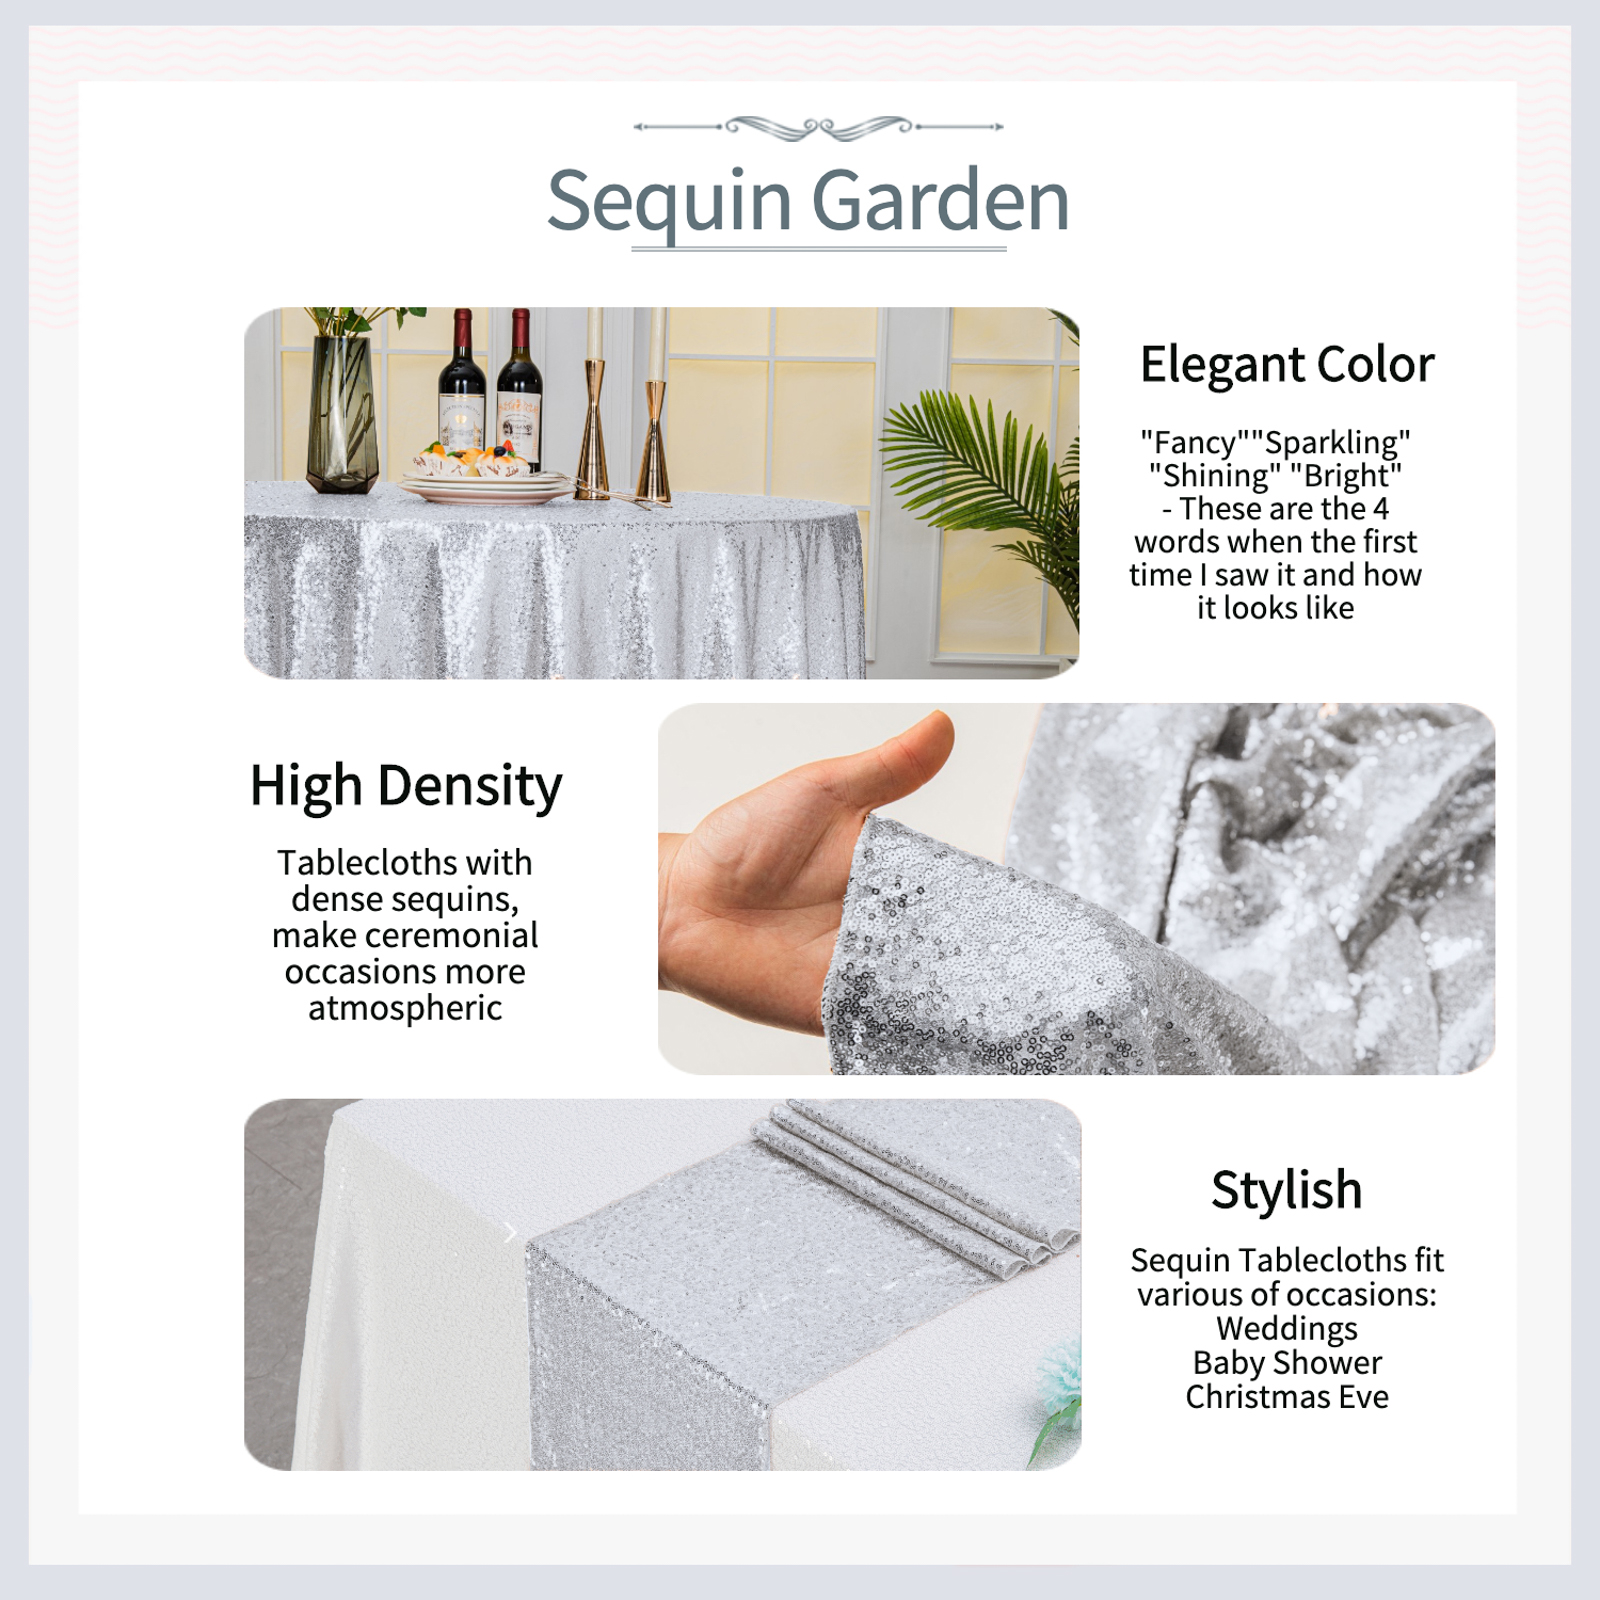 Sequin Garden
Elegant Color
"Fancy""Sparkling"
"Shining" "Bright"
- These are the 4
words when the first
time I saw it and how
it looks like
High Density
Tablecloths with
dense sequins,
make ceremonial
occasions more
atmospheric
Stylish
Sequin Tablecloths fit
various of occasions:
Weddings
Baby Shower
Christmas Eve